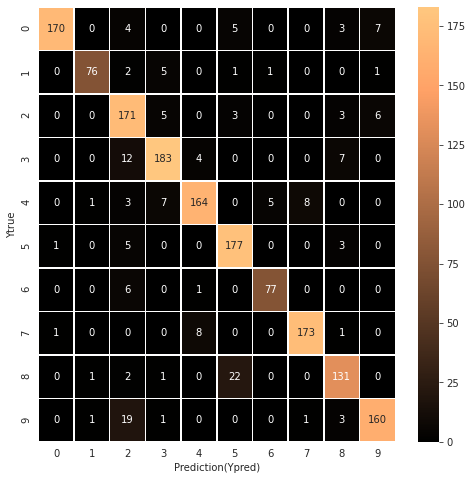 170 0 4 0 0 5 0 0 3 7
0 76 2 5 0 1 1 0 0 1
0 0 171 5 0 3 0 0 3 6
0 0 12 183 4 0 0 0 7 0
0 1 3 7 164 0 5 8 0 0
1 0 5 0 0 177 0 0 3 0
0 0 6 0 1 0 77 0 0 0
1 0 0 0 8 0 0 173 1 0
0 1 2 1 0 22 0 0 131 0
0 1 19 1 0 0 0 1 3 160
0
1
2
3
4
5
6
7
8
9
Ytrue
0 1 2 3 4 5 6 7 8 9
Prediction(Ypred)
175
150
125
100
75
50
25
0